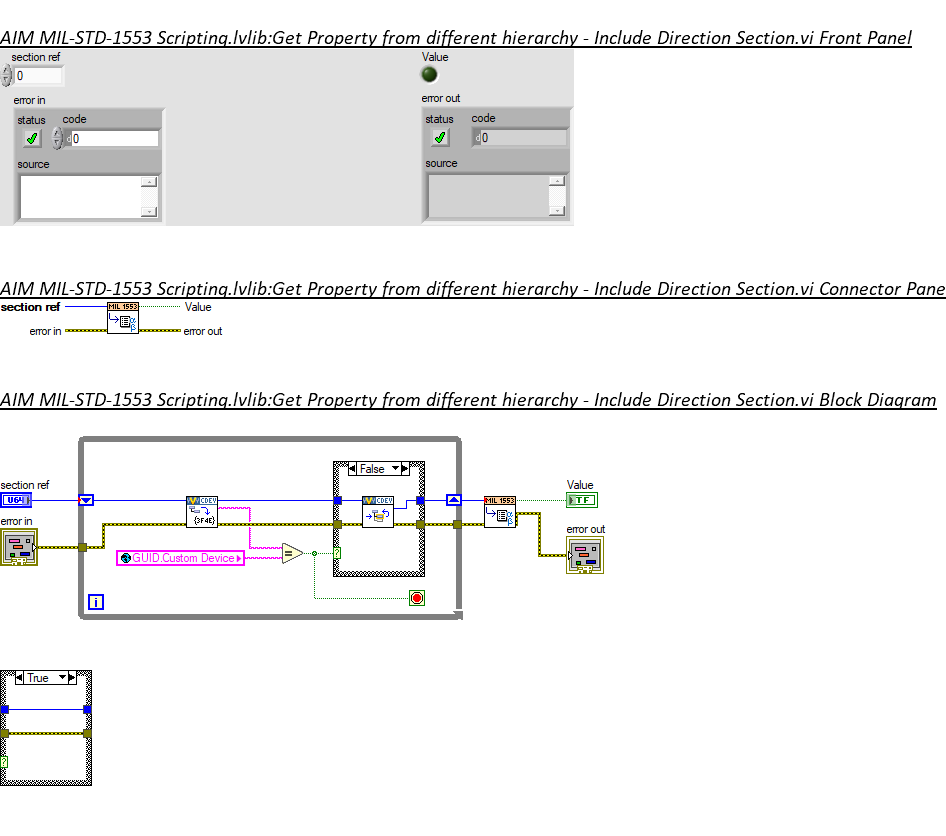 AIM MIL-STD-1553 Scripting.lvlib:Get Property from different hierarchy - Include Direction Section.vi Front Panel
section ref
Value
0
error in
error out
status code
status code
d0
d0
source
source
AIM MIL-STD-1553 Scripting.lvlib:Get Property from different hierarchy - Include Direction Section.vi Connector Pane
section ref
MIL 1553
Value
error in
error out
AIM MIL-STD-1553 Scripting.lvlib:Get Property from different hierarchy - Include Direction Section.vi Block Diagram
False
section ref
Value
U64
CDEV
CDEV
MIL 1553
TF
{3F4E}
error in
error out
GUID.Custom Device
=
?
i
True
?